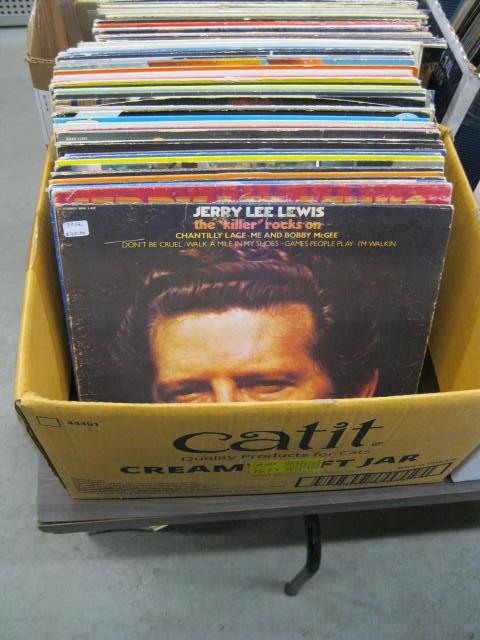 JERRY LEE LEWIS
the "killer" rocks on
CHANTILLY LACE · ME AND BOBBY McGEE
DON'T BE CRUEL · WALK A MILE IN MY SHOES · GAMES PEOPLE PLAY · I'M WALKIN
44491
catit
Quality Products for Cats
CREAM
FT JAR